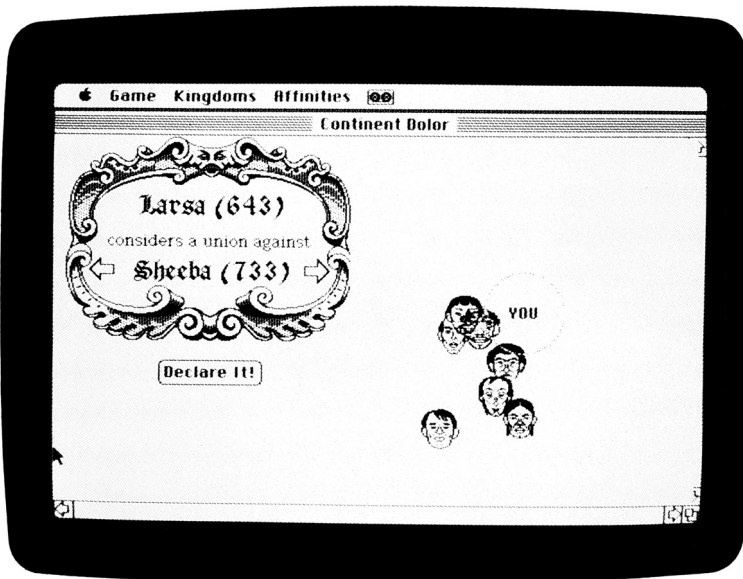 Game Kingdoms Affinities
Continent Dolor
Larsa (643)
considers a union against
Sheeba (733)
YOU
Declare It!